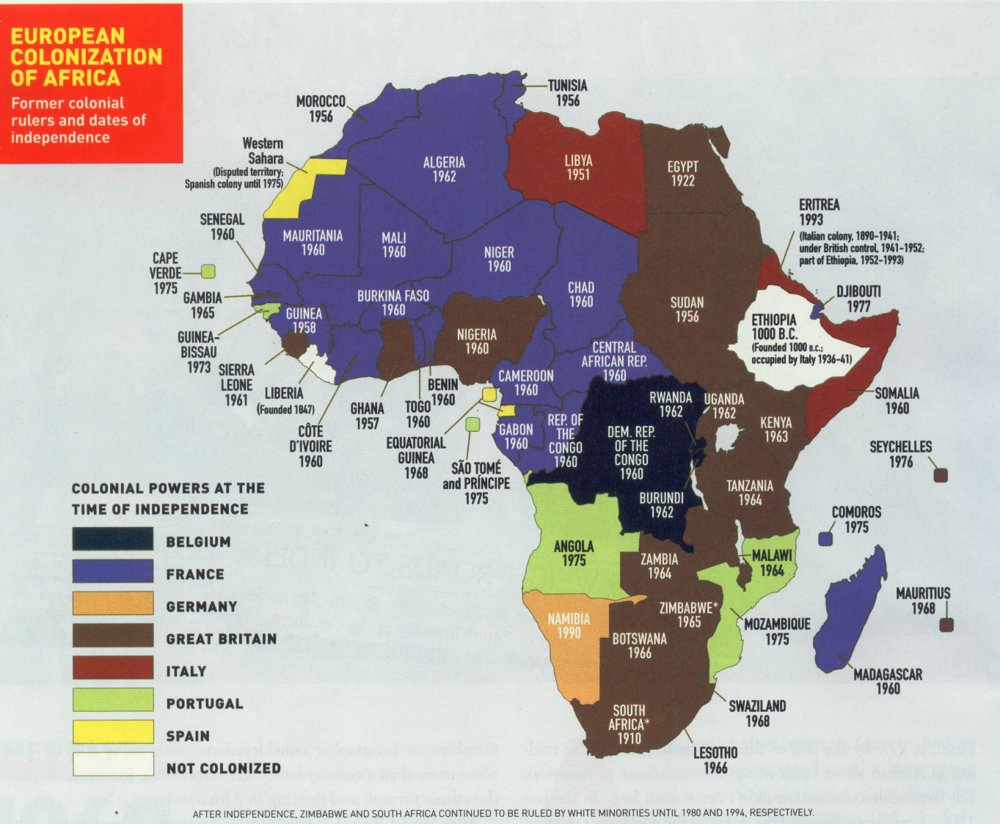 EUROPEAN
COLONIZATION
OF AFRICA
Former colonial
rulers and dates of
independence
TUNISIA
1956
MOROCCO
1956
Western
Sahara
(Disputed territory;
Spanish colony until 1975)
ALGERIA
1962
LIBYA
1951
EGYPT
1922
ERITREA
1993
(Italian colony, 1890-1941;
under British control, 1941-1952;
part of Ethiopia, 1952-1993)
SENEGAL
1960
MAURITANIA
1960
MALI
1960
NIGER
1960
CHAD
1960
SUDAN
1956
CAPE
VERDE
1975
GAMBIA
1965
BURKINA FASO
1960
DJIBOUTI
1977
GUINEA
1958
ETHIOPIA
1000 B.C.
(Founded 1000 B.C.;
occupied by Italy 1936-41)
GUINEA-
BISSAU
1973
NIGERIA
1960
CENTRAL
AFRICAN REP.
1960
SIERRA
LEONE
1961
LIBERIA
(Founded 1847)
CAMEROON
1960
BENIN
1960
GHANA
1957
TOGO
1960
RWANDA
1962
UGANDA
1962
SOMALIA
1960
KENYA
1963
CÔTE
D'IVOIRE
1960
EQUATORIAL
GUINEA
1968
GABON
1960
REP. OF
THE
CONGO
1960
DEM. REP.
OF THE
CONGO
1960
SEYCHELLES
1976
SÃO TOMÉ
and PRÍNCIPE
1975
BURUNDI
1962
TANZANIA
1964
COMOROS
1975
ANGOLA
1975
ZAMBIA
1964
MALAWI
1964
MAURITIUS
1968
NAMIBIA
1990
ZIMBABWE*
1965
BOTSWANA
1966
MOZAMBIQUE
1975
MADAGASCAR
1960
SOUTH
AFRICA*
1910
SWAZILAND
1968
LESOTHO
1966
COLONIAL POWERS AT THE
TIME OF INDEPENDENCE
BELGIUM
FRANCE
GERMANY
GREAT BRITAIN
ITALY
PORTUGAL
SPAIN
NOT COLONIZED
* AFTER INDEPENDENCE, ZIMBABWE AND SOUTH AFRICA CONTINUED TO BE RULED BY WHITE MINORITIES UNTIL 1980 AND 1994, RESPECTIVELY.